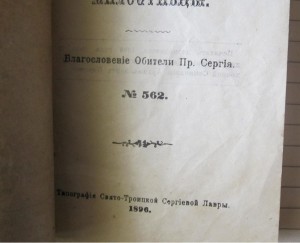 Благословеніе Обители Пр. Сергія.
№ 562.
Типографія Свято-Троицкой Сергіевой Лавры.
1896.